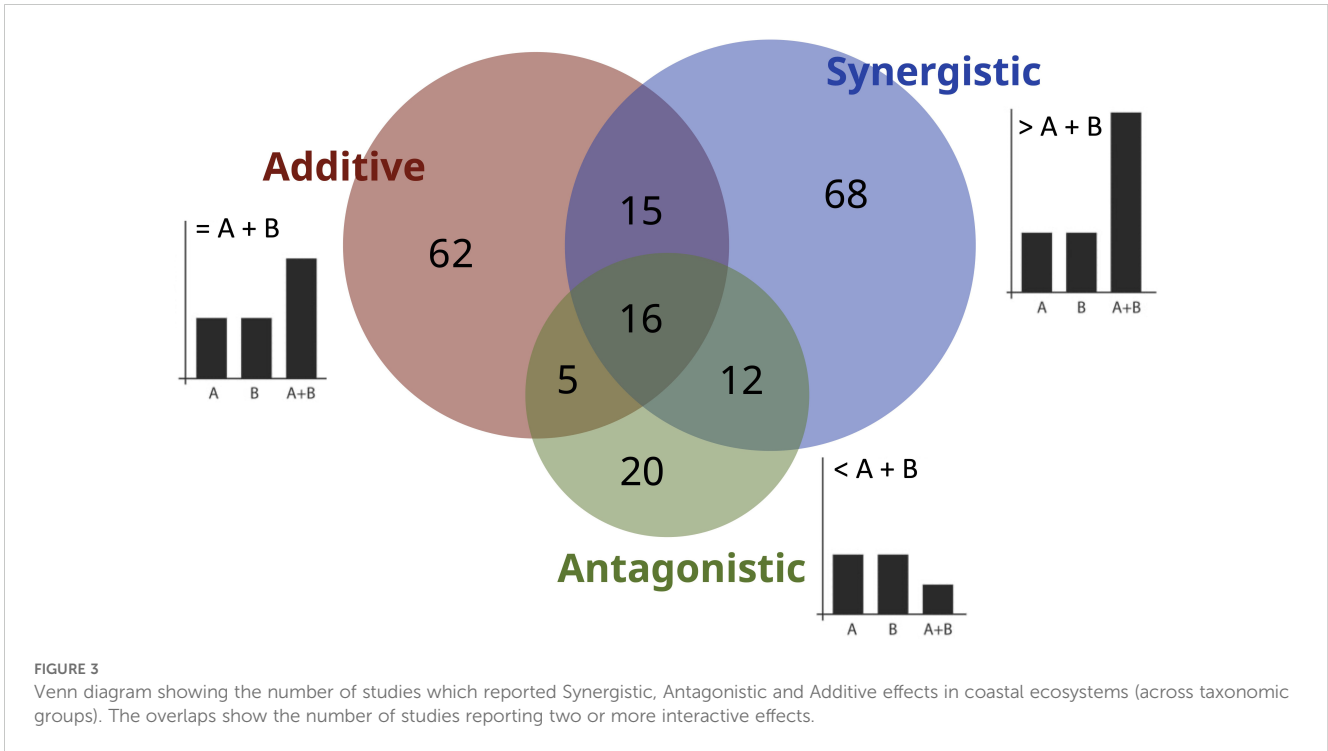 Synergistic
> A + B
A B A+B
Additive
= A + B
A B A+B
62
15
68
16
5
12
20
Antagonistic
< A + B
A B A+B
FIGURE 3
Venn diagram showing the number of studies which reported Synergistic, Antagonistic and Additive effects in coastal ecosystems (across taxonomic
groups). The overlaps show the number of studies reporting two or more interactive effects.